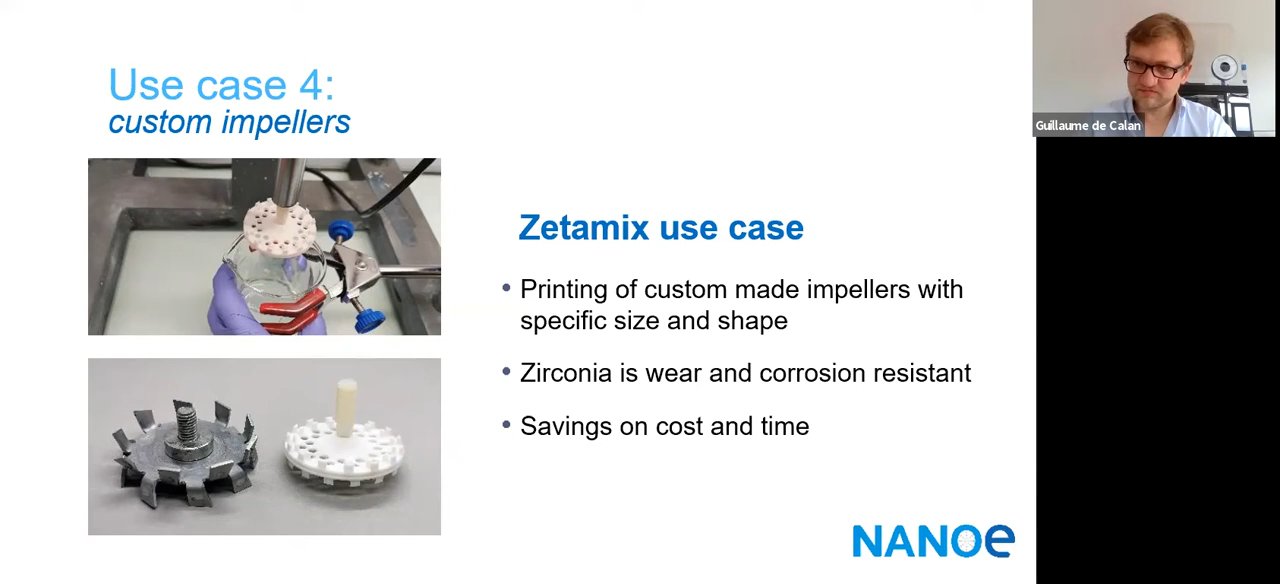 Use case 4:
custom impellers
Guillaume de Calan
Zetamix use case
• Printing of custom made impellers with
specific size and shape
• Zirconia is wear and corrosion resistant
• Savings on cost and time
NANOe